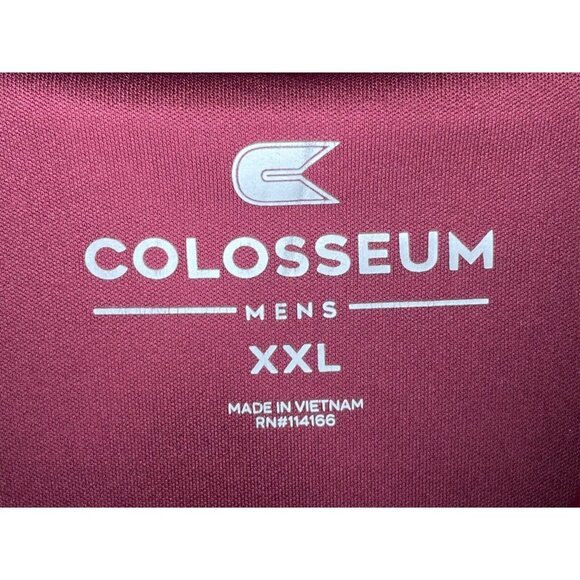 COLOSSEUM
MENS
XXL
MADE IN VIETNAM
RN#114166